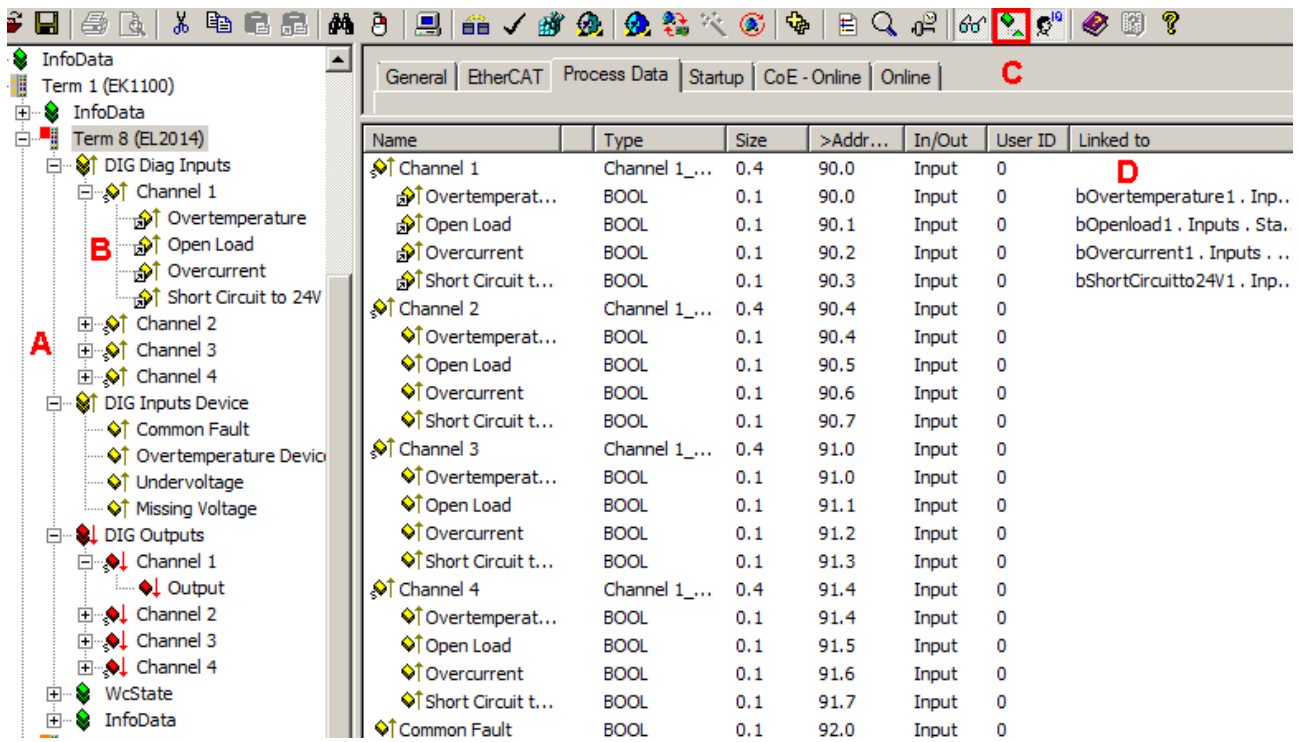 InfoData
Term 1 (EK1100)
InfoData
Term 8 (EL2014)
DIG Diag Inputs
Channel 1
Overtemperature
Open Load
B
Overcurrent
Short Circuit to 24V
Channel 2
A
Channel 3
Channel 4
DIG Inputs Device
Common Fault
Overtemperature Devic
Undervoltage
Missing Voltage
DIG Outputs
Channel 1
Output
Channel 2
Channel 3
Channel 4
WcState
InfoData
IQ
General EtherCAT Process Data Startup CoE - Online Online C
Name Type Size >Addr... In/Out User ID Linked to
Channel 1 Channel 1_... 0.4 90.0 Input 0 D
Overtemperat... BOOL 0.1 90.0 Input 0 bOvertemperature1 . Inp...
Open Load BOOL 0.1 90.1 Input 0 bOpenload1 . Inputs . Sta...
Overcurrent BOOL 0.1 90.2 Input 0 bOvercurrent1 . Inputs . ...
Short Circuit t... BOOL 0.1 90.3 Input 0 bShortCircuitto24V1 . Inp...
Channel 2 Channel 1_... 0.4 90.4 Input 0
Overtemperat... BOOL 0.1 90.4 Input 0
Open Load BOOL 0.1 90.5 Input 0
Overcurrent BOOL 0.1 90.6 Input 0
Short Circuit t... BOOL 0.1 90.7 Input 0
Channel 3 Channel 1_... 0.4 91.0 Input 0
Overtemperat... BOOL 0.1 91.0 Input 0
Open Load BOOL 0.1 91.1 Input 0
Overcurrent BOOL 0.1 91.2 Input 0
Short Circuit t... BOOL 0.1 91.3 Input 0
Channel 4 Channel 1_... 0.4 91.4 Input 0
Overtemperat... BOOL 0.1 91.4 Input 0
Open Load BOOL 0.1 91.5 Input 0
Overcurrent BOOL 0.1 91.6 Input 0
Short Circuit t... BOOL 0.1 91.7 Input 0
Common Fault BOOL 0.1 92.0 Input 0